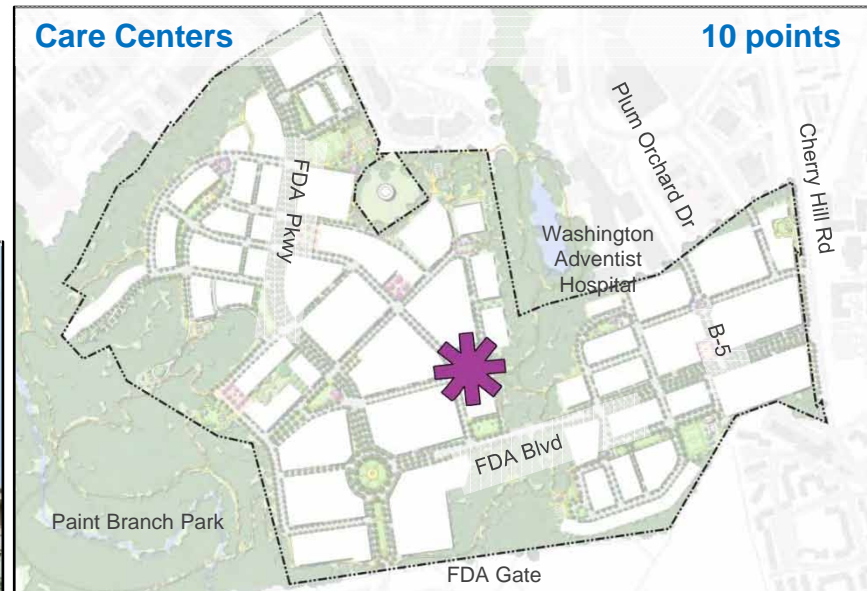 Care Centers
10 points
Plum Orchard Dr
Cherry Hill Rd
FDA Pkwy
Washington
Adventist
Hospital
B-5
FDA Blvd
Paint Branch Park
FDA Gate